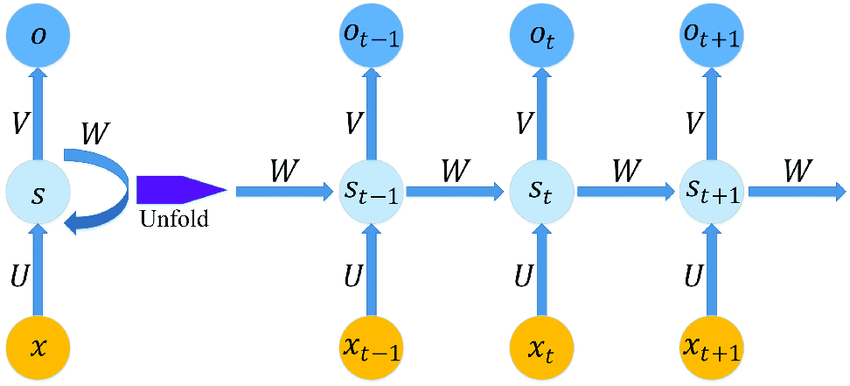 o o_{t−1} o_t o_{t+1}
V W V V V
s Unfold W s_{t−1} W s_t W s_{t+1} W
U U U U
x x_{t−1} x_t x_{t+1}